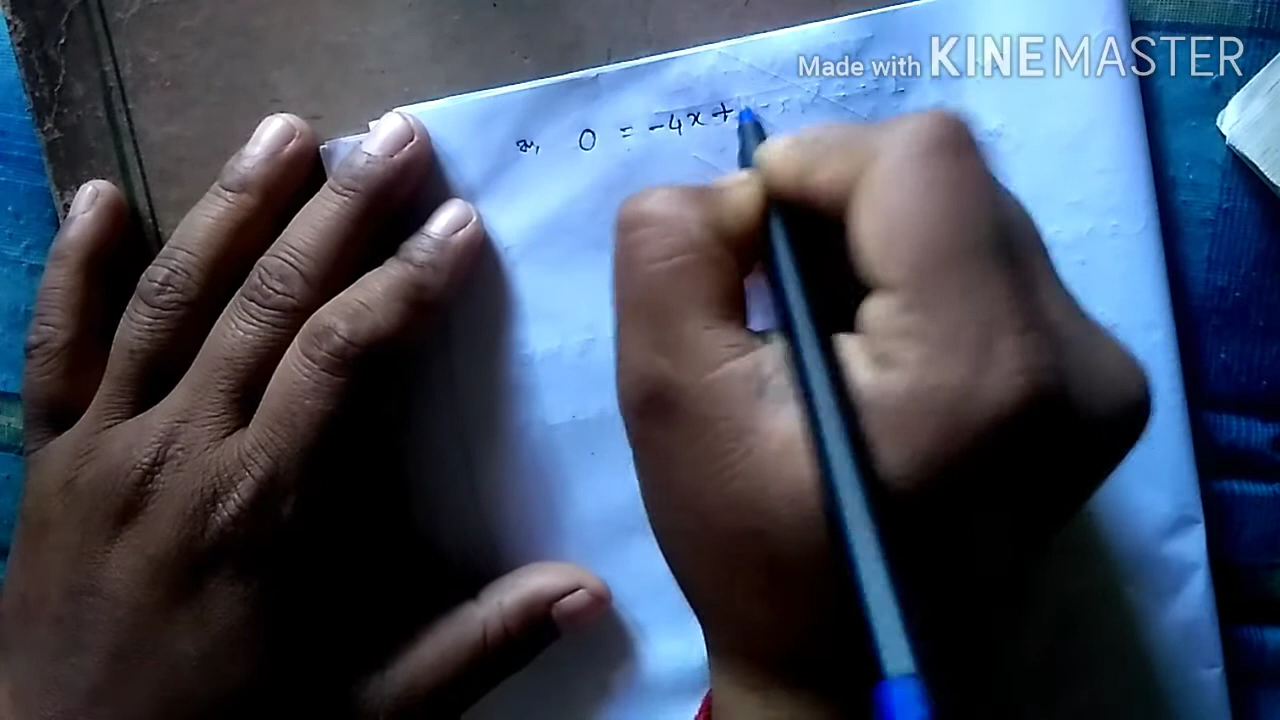 Made with KINEMASTER
বা, 0 = -4x +